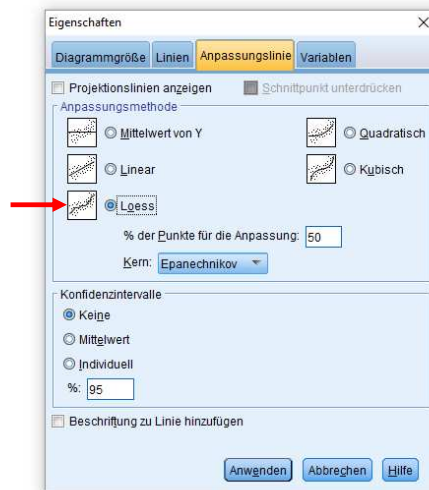 Eigenschaften
Diagrammgröße Linien Anpassungslinie Variablen
Projektionslinien anzeigen Schnittpunkt unterdrücken
Anpassungsmethode
Mittelwert von Y Quadratisch
Linear Kubisch
Loess
% der Punkte für die Anpassung: 50
Kern: Epanechnikov
Konfidenzintervalle
Keine
Mittelwert
Individuell
%: 95
Beschriftung zu Linie hinzufügen
Anwenden Abbrechen Hilfe